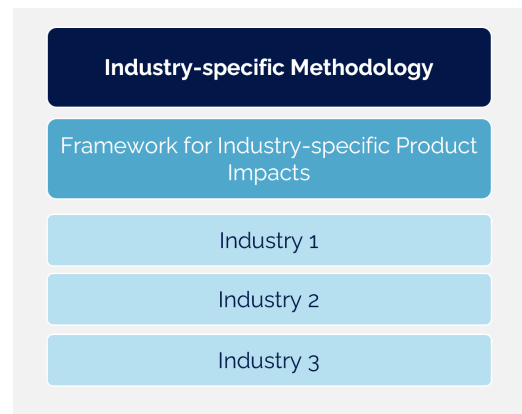 Industry-specific Methodology
Framework for Industry-specific Product
Impacts
Industry 1
Industry 2
Industry 3